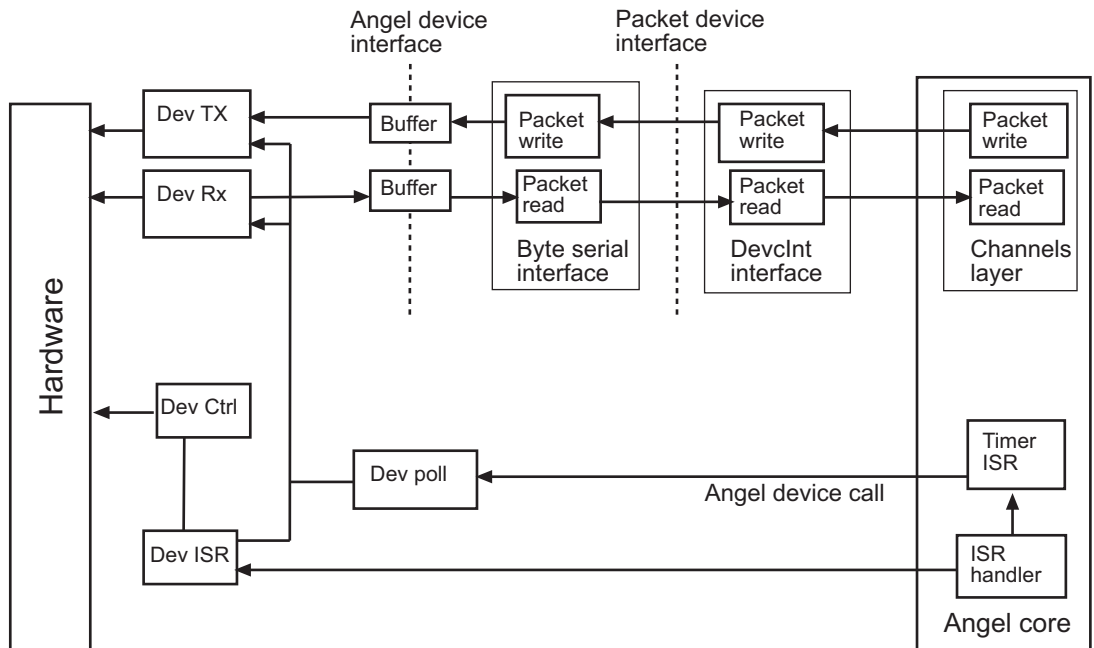 Angel device
interface
Packet device
interface
Dev TX
Buffer
Packet
write
Packet
write
Packet
write
Dev Rx
Buffer
Packet
read
Packet
read
Packet
read
Byte serial
interface
DevcInt
interface
Channels
layer
Hardware
Dev Ctrl
Timer
ISR
Dev poll
Angel device call
Dev ISR
ISR
handler
Angel core